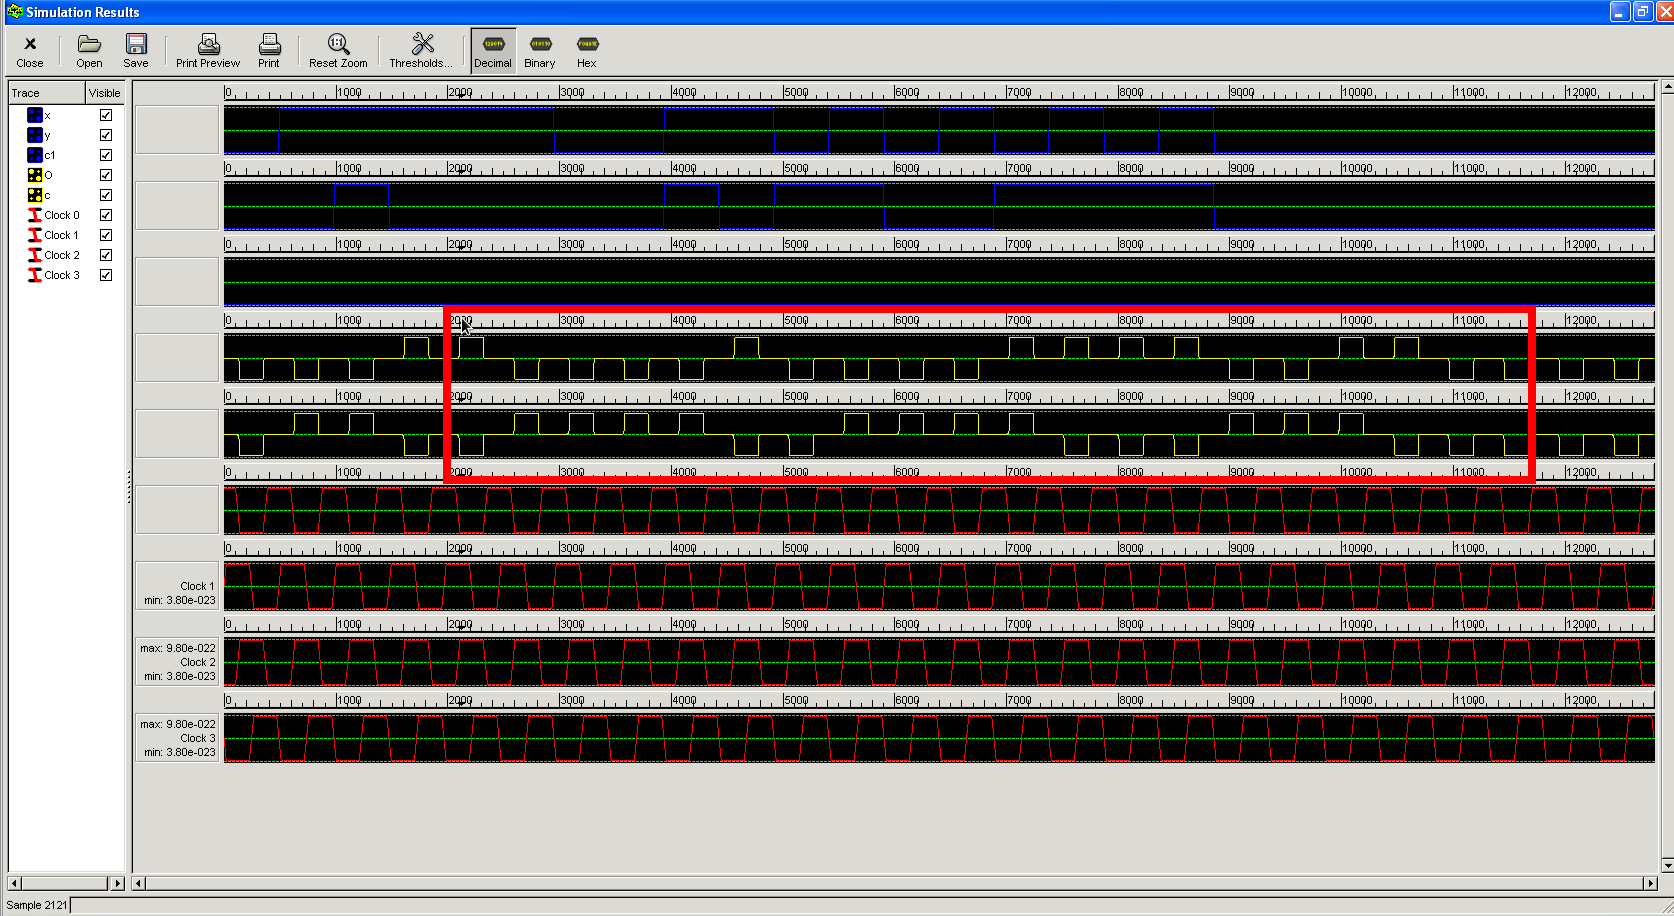 Simulation Results
Close Open Save Print Preview Print Reset Zoom Thresholds... Decimal Binary Hex
Trace Visible
x
y
c1
O
c
Clock 0
Clock 1
Clock 2
Clock 3
0 1000 2000 3000 4000 5000 6000 7000 8000 9000 10000 11000 12000
0 1000 2000 3000 4000 5000 6000 7000 8000 9000 10000 11000 12000
0 1000 2000 3000 4000 5000 6000 7000 8000 9000 10000 11000 12000
0 1000 2000 3000 4000 5000 6000 7000 8000 9000 10000 11000 12000
0 1000 2000 3000 4000 5000 6000 7000 8000 9000 10000 11000 12000
0 1000 2000 3000 4000 5000 6000 7000 8000 9000 10000 11000 12000
0 1000 2000 3000 4000 5000 6000 7000 8000 9000 10000 11000 12000
Clock 1
min: 3.80e-023
0 1000 2000 3000 4000 5000 6000 7000 8000 9000 10000 11000 12000
max: 9.80e-022
Clock 2
min: 3.80e-023
0 1000 2000 3000 4000 5000 6000 7000 8000 9000 10000 11000 12000
max: 9.80e-022
Clock 3
min: 3.80e-023
Sample 2121